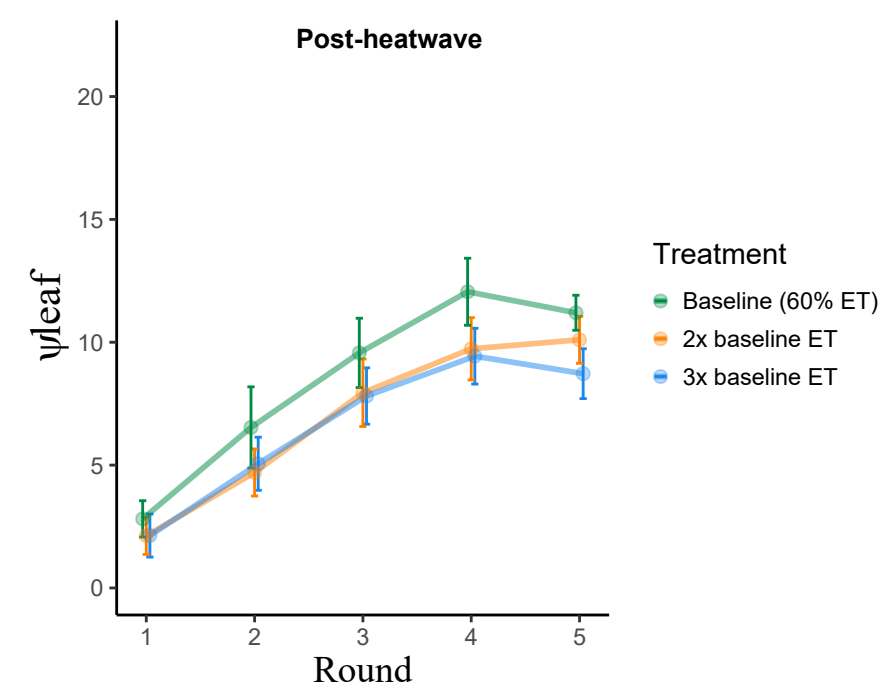 Post-heatwave
20
15
10
5
0
ψleaf
1 2 3 4 5
Round
Treatment
Baseline (60% ET)
2x baseline ET
3x baseline ET